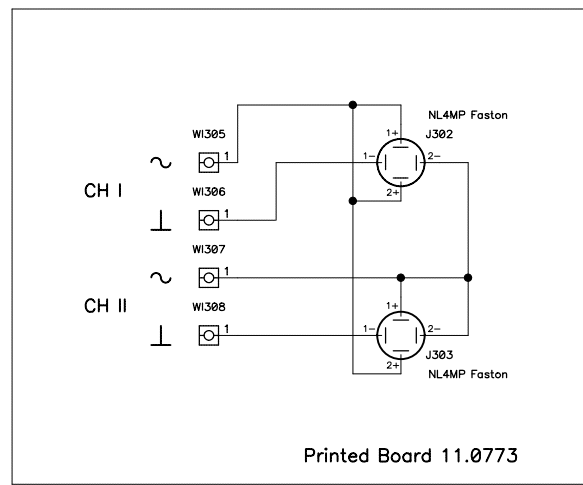 NL4MP Faston
WI305
1+
J302
~
1
1-
2-
CH I
WI306
2+
⊥
1
WI307
~
1
CH II
WI308
1+
⊥
1
1-
2-
J303
2+
NL4MP Faston
Printed Board 11.0773